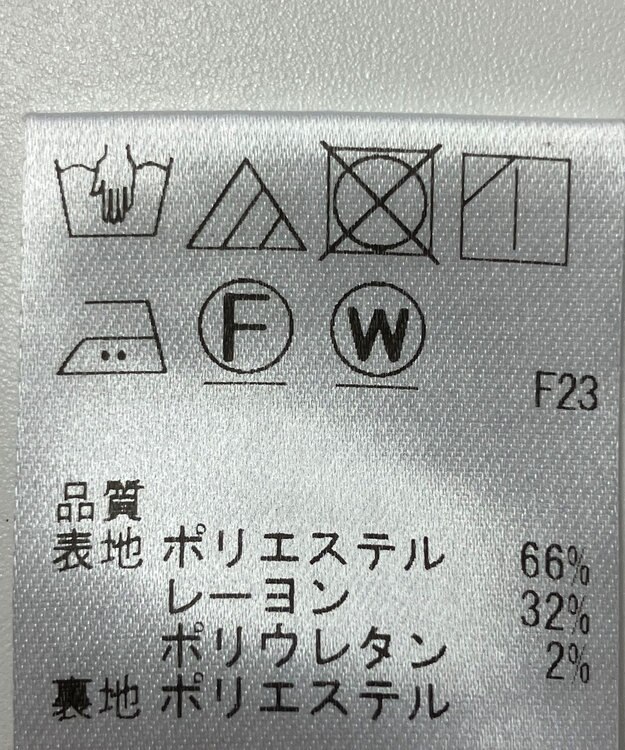 F W
F23
品質
表地 ポリエステル 66%
レーヨン 32%
ポリウレタン 2%
裏地 ポリエステル